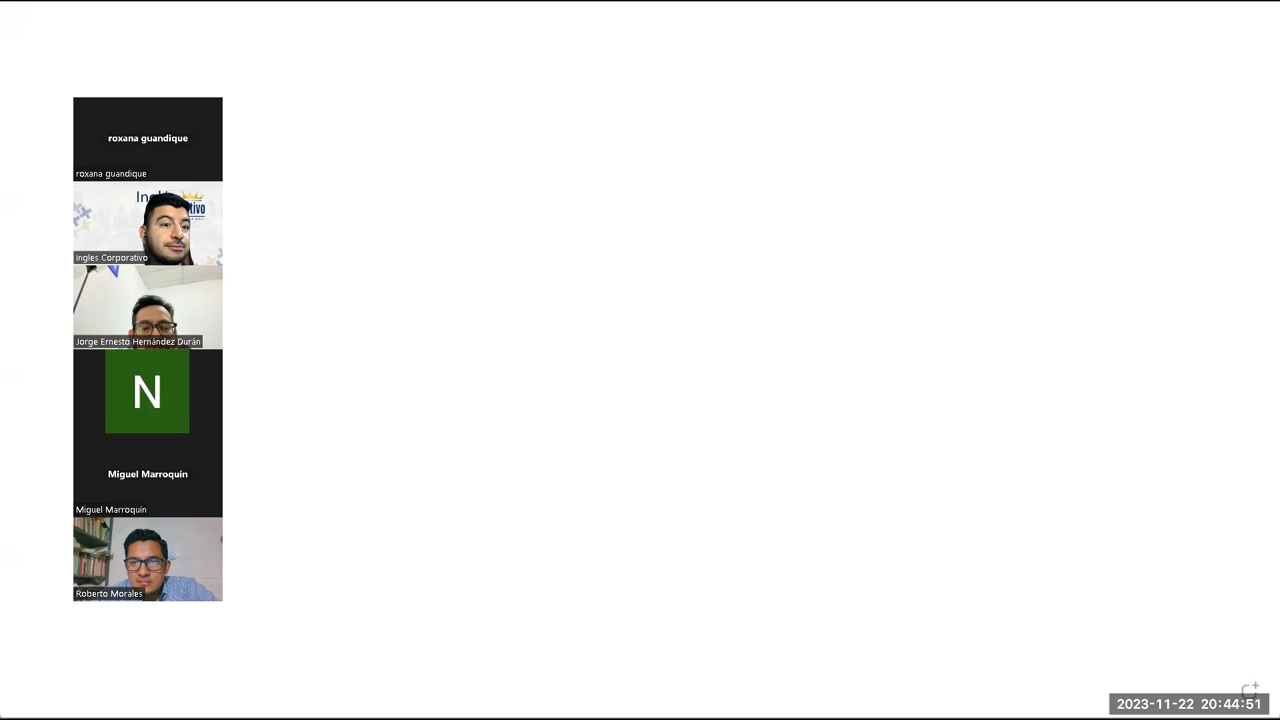 roxana guandique
roxana guandique
tivo
Ingles Corporativo
Jorge Ernesto Hernández Durán
N
Miguel Marroquín
Miguel Marroquín
Roberto Morales
2023-11-22 20:44:51